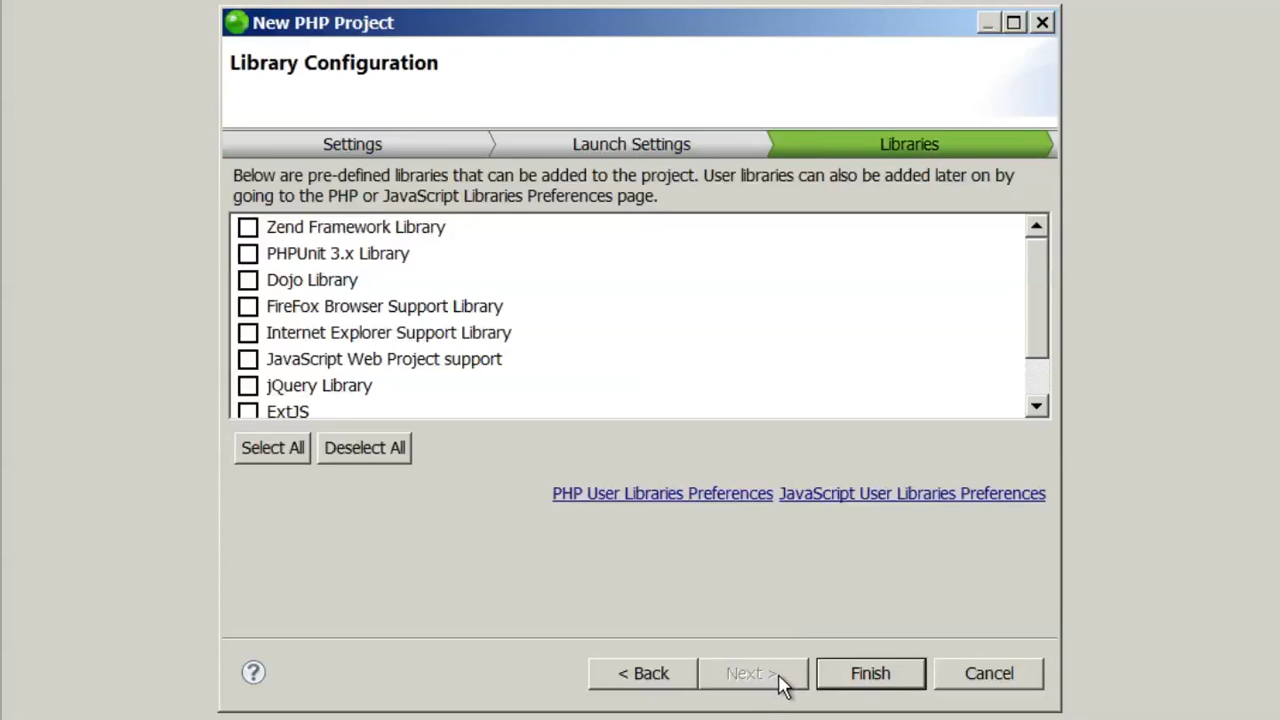 New PHP Project
Library Configuration
Settings
Launch Settings
Libraries
Below are pre-defined libraries that can be added to the project. User libraries can also be added later on by
going to the PHP or JavaScript Libraries Preferences page.
Zend Framework Library
PHPUnit 3.x Library
Dojo Library
FireFox Browser Support Library
Internet Explorer Support Library
JavaScript Web Project support
jQuery Library
ExtJS
Select All
Deselect All
PHP User Libraries Preferences
JavaScript User Libraries Preferences
?
< Back
Next >
Finish
Cancel